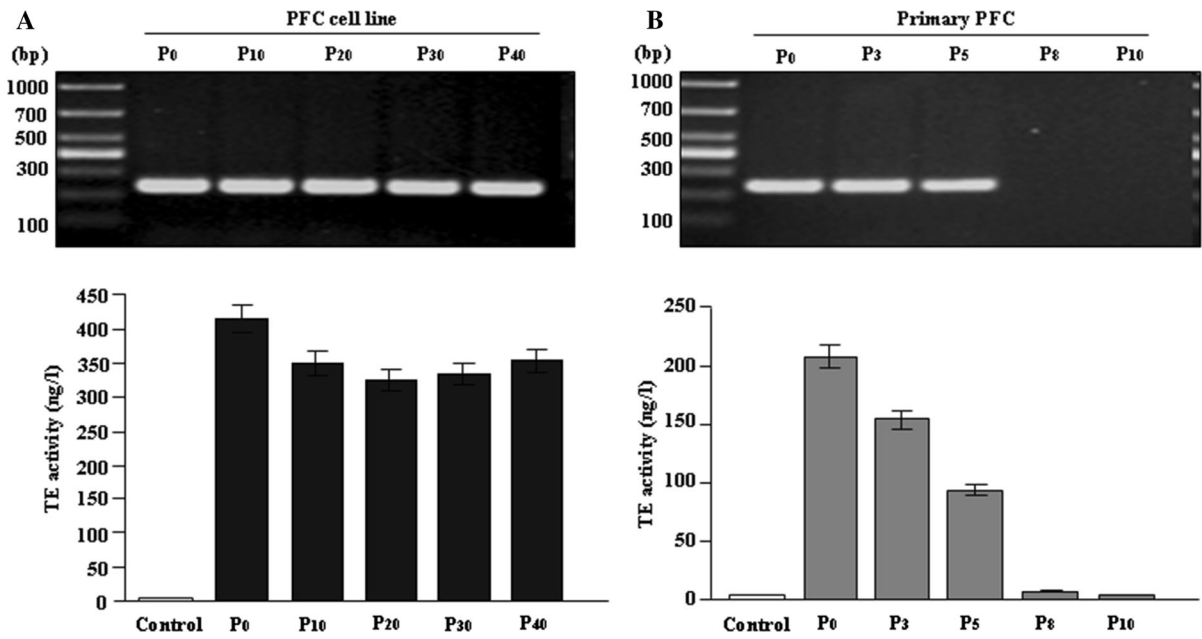 A
PFC cell line
(bp)
P0 P10 P20 P30 P40
1000
700
500
300
100
450
400
350
300
250
200
150
100
50
0
TE activity (ng/l)
Control P0 P10 P20 P30 P40
B
Primary PFC
(bp)
P0 P3 P5 P8 P10
1000
700
500
300
100
250
200
150
100
50
0
TE activity (ng/l)
Control P0 P3 P5 P8 P10